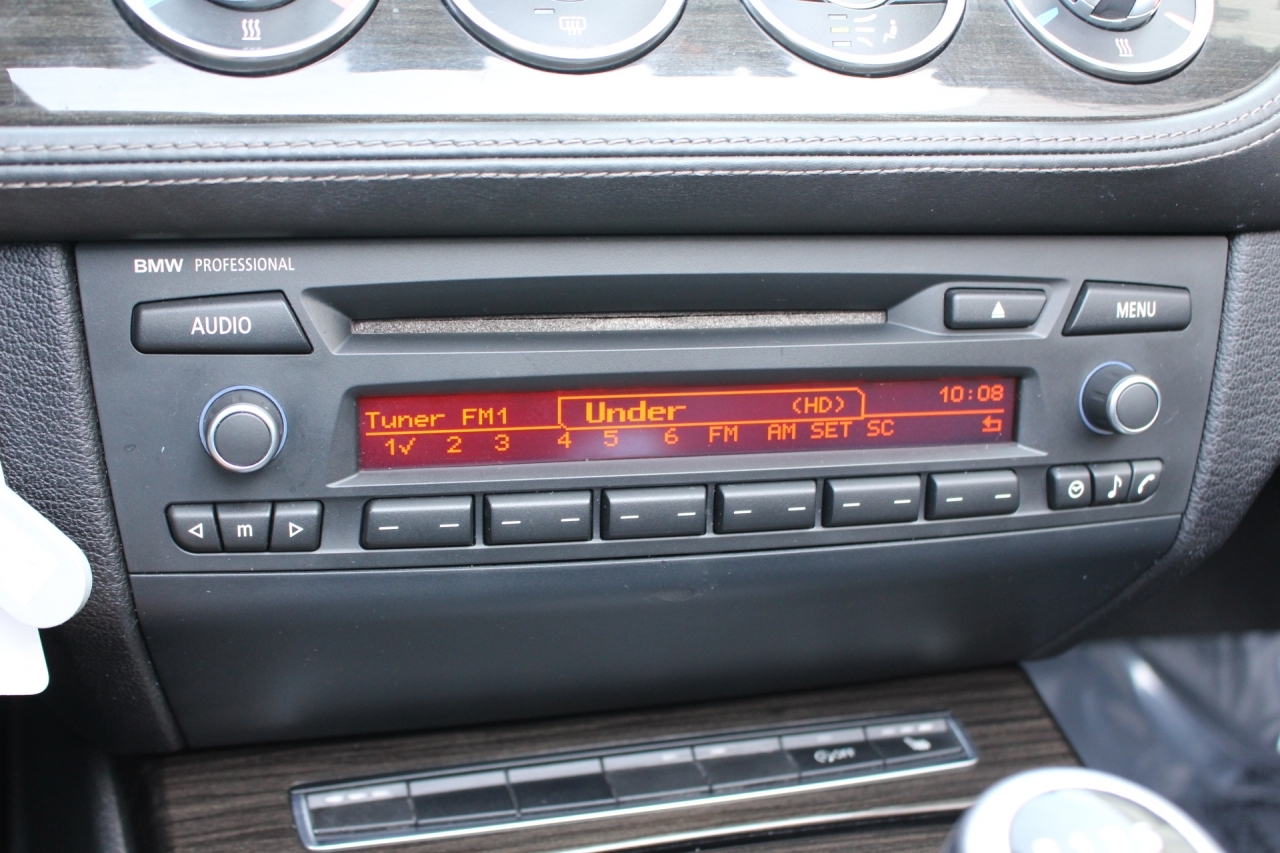 BMW PROFESSIONAL
AUDIO
MENU
Tuner FM1 Under (HD) 10:08
1✓ 2 3 4 5 6 FM AM SET SC
m